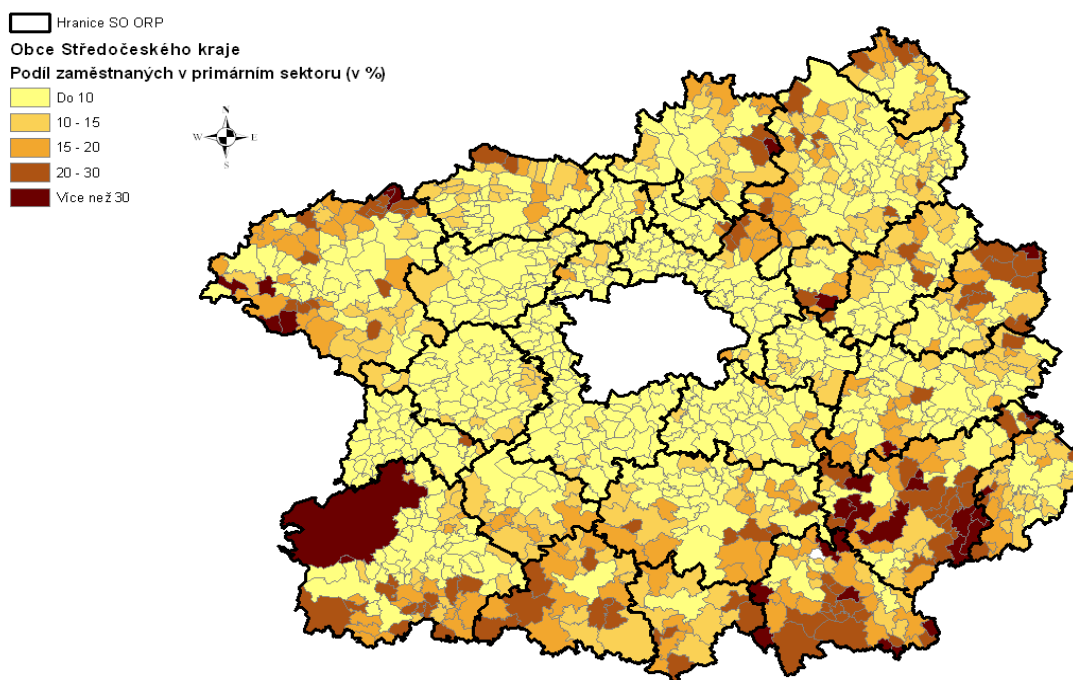 Hranice SO ORP
Obce Středočeského kraje
Podíl zaměstnaných v primárním sektoru (v %)
Do 10
10 - 15
15 - 20
20 - 30
Více než 30
N
W E
S